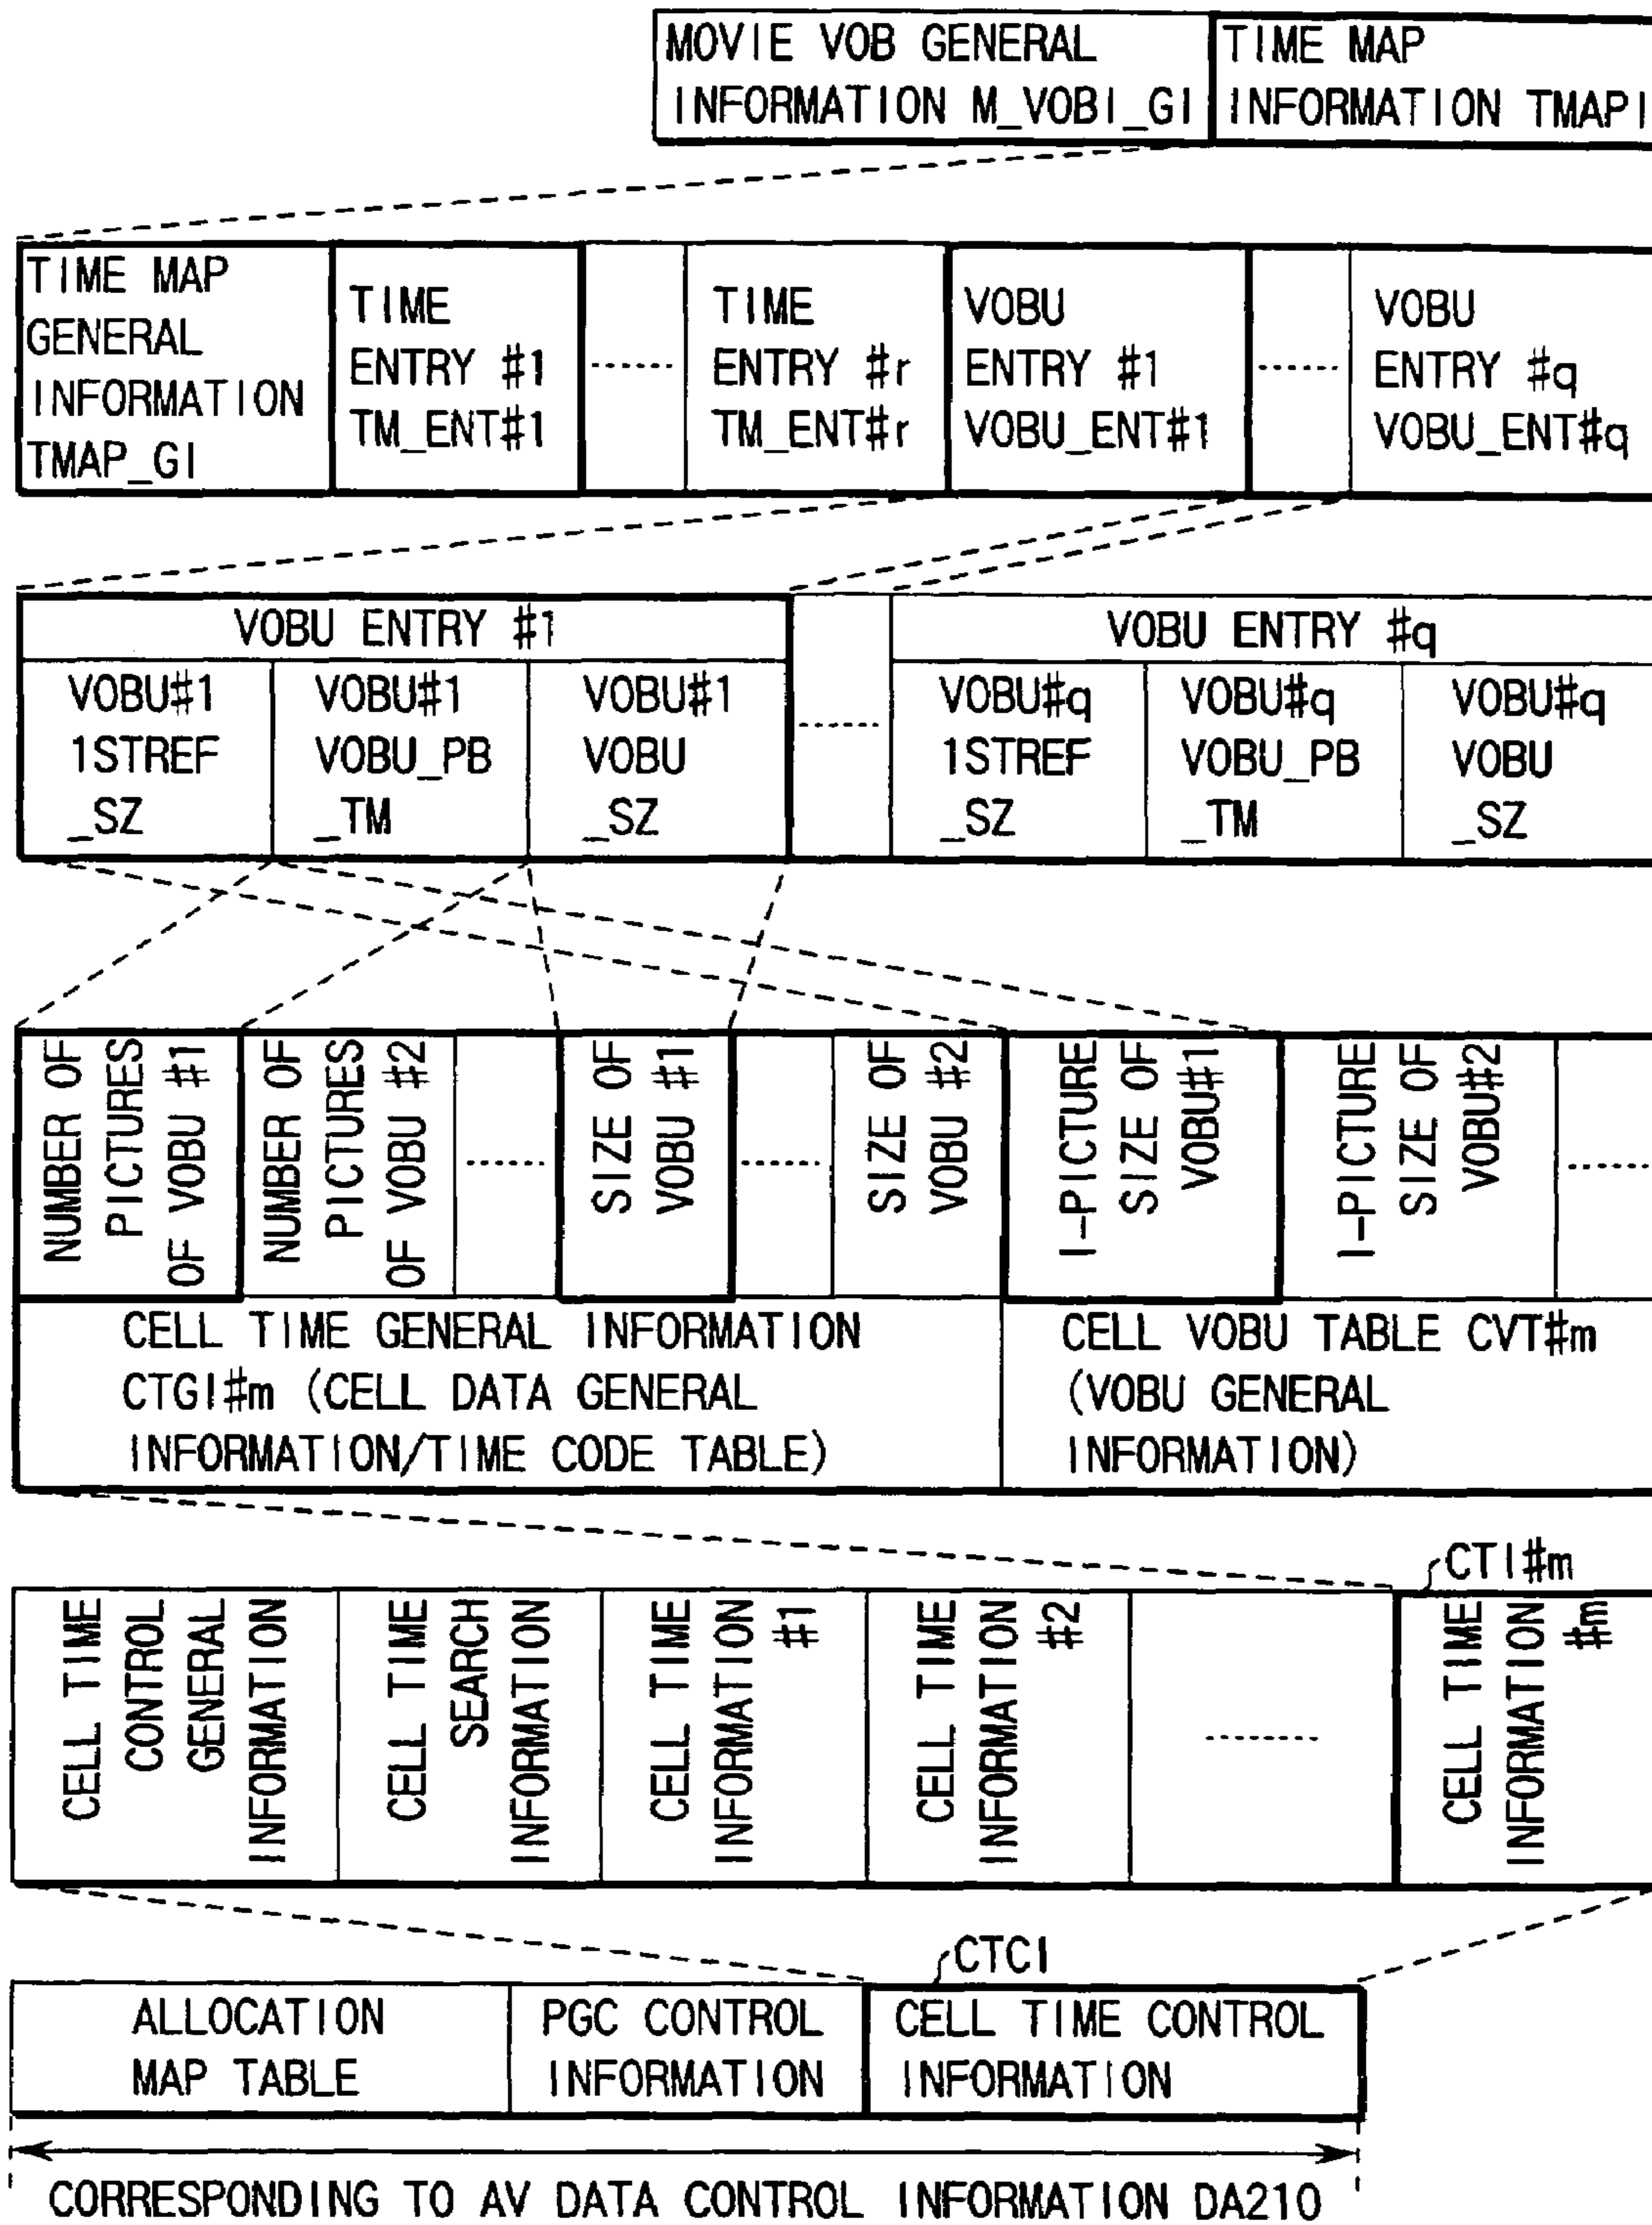 MOVIE VOB GENERAL
INFORMATION M_VOBI_GI
TIME MAP
INFORMATION TMAPI
TIME MAP
GENERAL
INFORMATION
TMAP_GI
TIME
ENTRY #1
TM_ENT#1
........
TIME
ENTRY #r
TM_ENT#r
VOBU
ENTRY #1
VOBU_ENT#1
........
VOBU
ENTRY #q
VOBU_ENT#q
VOBU ENTRY #1
VOBU#1
1STREF
_SZ
VOBU#1
VOBU_PB
_TM
VOBU#1
VOBU
_SZ
........
VOBU ENTRY #q
VOBU#q
1STREF
_SZ
VOBU#q
VOBU_PB
_TM
VOBU#q
VOBU
_SZ
NUMBER OF
PICTURES
OF VOBU #1
NUMBER OF
PICTURES
OF VOBU #2
........
SIZE OF
VOBU #1
........
SIZE OF
VOBU #2
I-PICTURE
SIZE OF
VOBU#1
I-PICTURE
SIZE OF
VOBU#2
........
CELL TIME GENERAL INFORMATION
CTGI#m (CELL DATA GENERAL
INFORMATION/TIME CODE TABLE)
CELL VOBU TABLE CVT#m
(VOBU GENERAL
INFORMATION)
CTI#m
CELL TIME
CONTROL
GENERAL
INFORMATION
CELL TIME
SEARCH
INFORMATION
CELL TIME
INFORMATION
#1
CELL TIME
INFORMATION
#2
........
CELL TIME
INFORMATION
#m
CTCI
ALLOCATION
MAP TABLE
PGC CONTROL
INFORMATION
CELL TIME CONTROL
INFORMATION
CORRESPONDING TO AV DATA CONTROL INFORMATION DA210